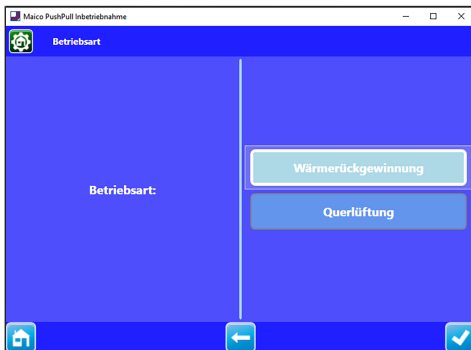 Maico PushPull Inbetriebnahme
Betriebsart
Betriebsart:
Wärmerückgewinnung
Querlüftung